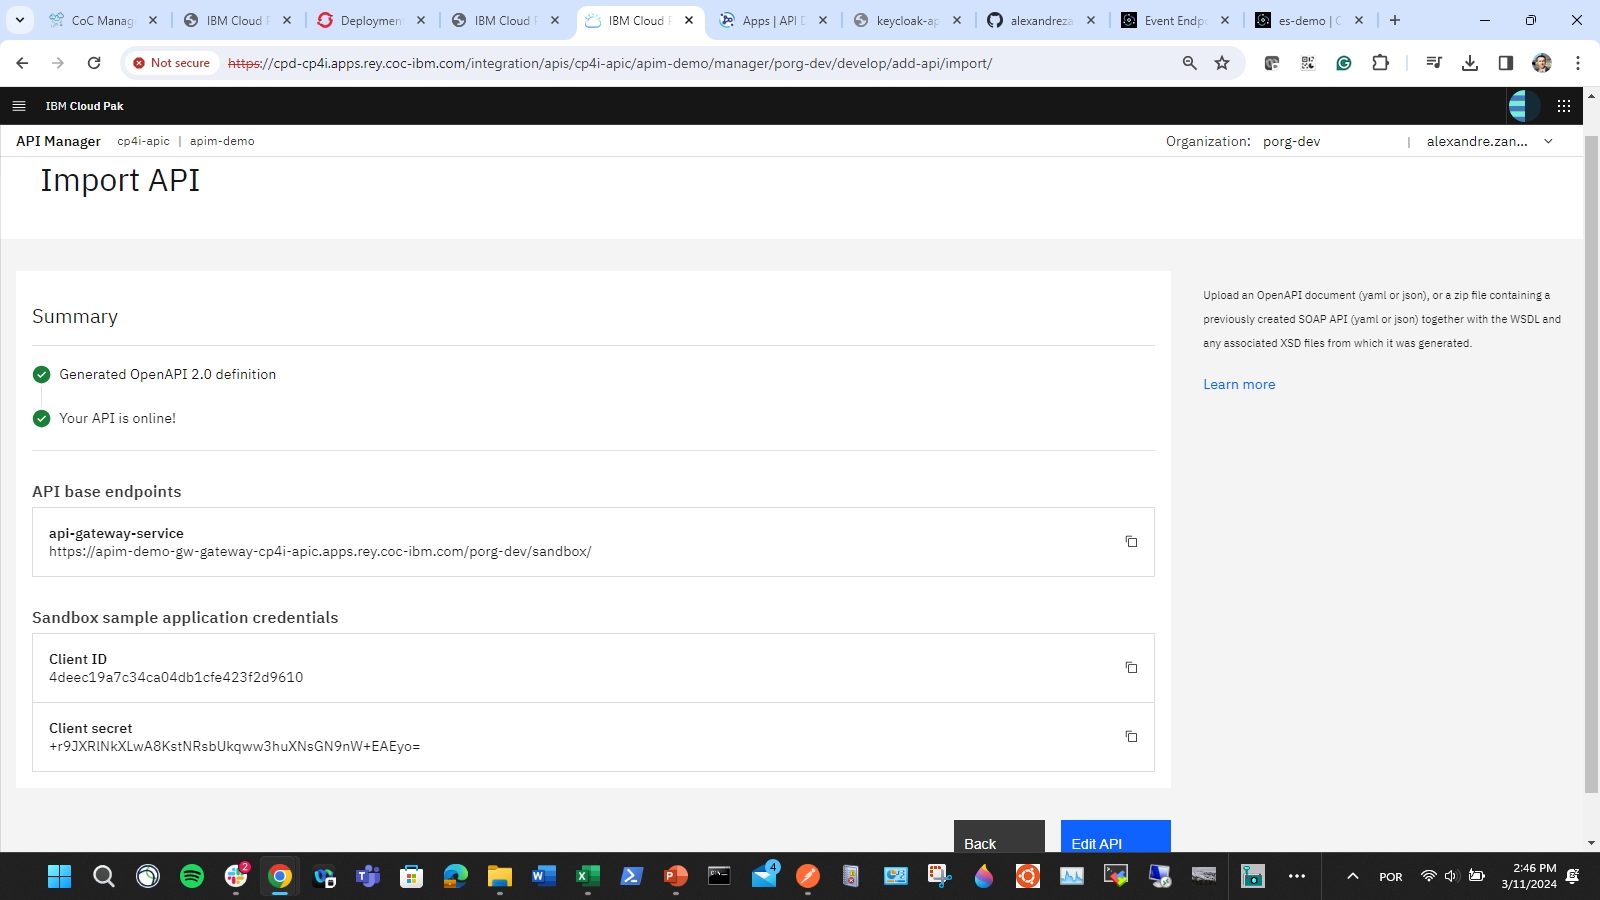 CoC Manag
IBM Cloud P
Deployment
IBM Cloud P
IBM Cloud P
Apps | API D
keycloak-ap
alexandreza
Event Endpo
es-demo | C
Not secure
https://cpd-cp4i.apps.rey.coc-ibm.com/integration/apis/cp4i-apic/apim-demo/manager/porg-dev/develop/add-api/import/
IBM Cloud Pak
API Manager cp4i-apic | apim-demo
Organization: porg-dev | alexandre.zan...
Import API
Summary
Generated OpenAPI 2.0 definition
Your API is online!
API base endpoints
api-gateway-service
https://apim-demo-gw-gateway-cp4i-apic.apps.rey.coc-ibm.com/porg-dev/sandbox/
Sandbox sample application credentials
Client ID
4deec19a7c34ca04db1cfe423f2d9610
Client secret
+r9JXRlNkXLwA8KstNRsbUkqww3huXNsGN9nW+EAEyo=
Upload an OpenAPI document (yaml or json), or a zip file containing a
previously created SOAP API (yaml or json) together with the WSDL and
any associated XSD files from which it was generated.
Learn more
Back
Edit API
2
4
POR
2:46 PM
3/11/2024